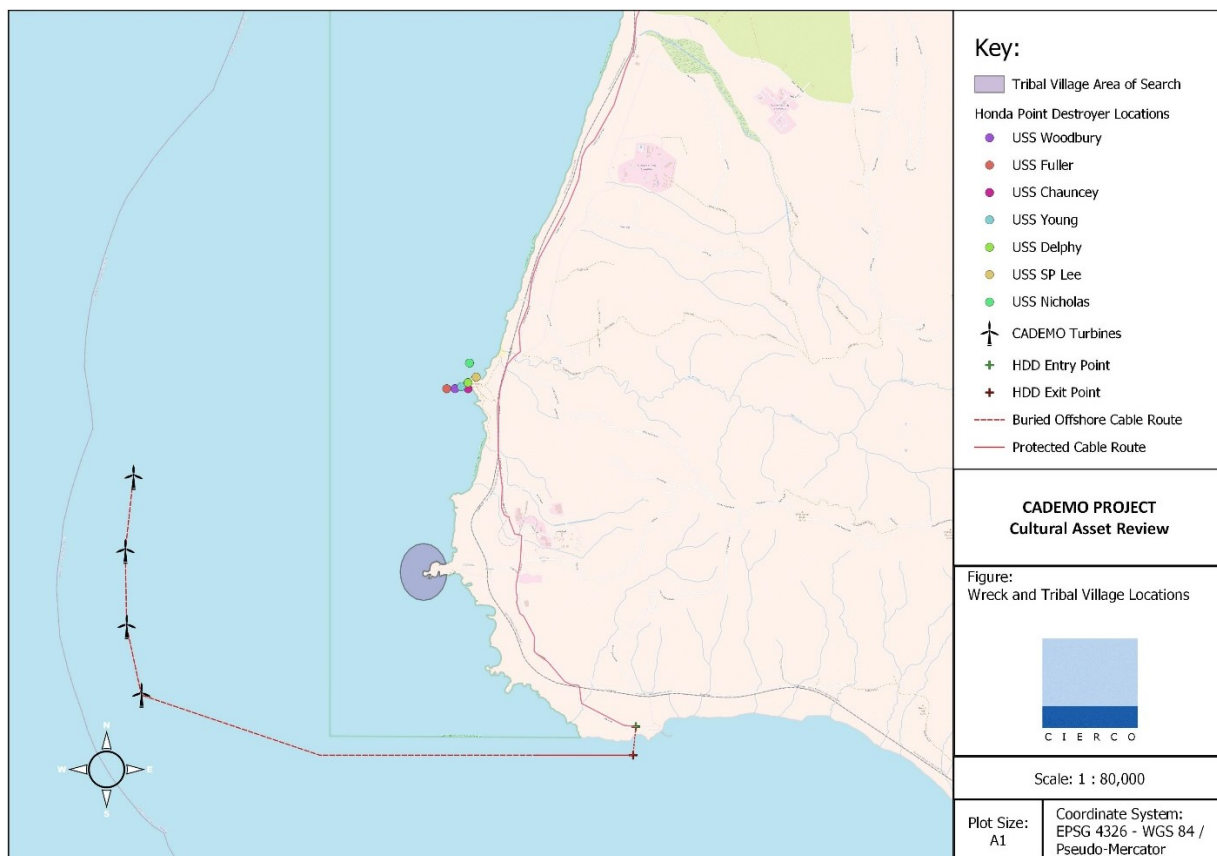 Key:
Tribal Village Area of Search
Honda Point Destroyer Locations
USS Woodbury
USS Fuller
USS Chauncey
USS Young
USS Delphy
USS SP Lee
USS Nicholas
CADEMO Turbines
HDD Entry Point
HDD Exit Point
Buried Offshore Cable Route
Protected Cable Route
CADEMO PROJECT
Cultural Asset Review
Figure:
Wreck and Tribal Village Locations
C I E R C O
Scale: 1 : 80,000
Plot Size:
A1
Coordinate System:
EPSG 4326 - WGS 84 /
Pseudo-Mercator
N
W
E
S